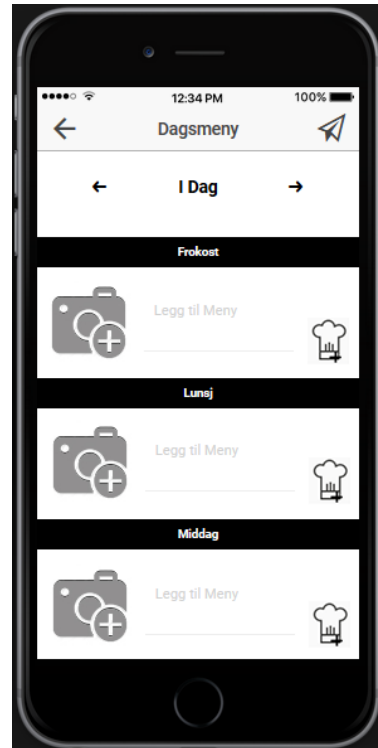 12:34 PM 100%
Dagsmeny
I Dag
Frokost
Legg til Meny
Lunsj
Legg til Meny
Middag
Legg til Meny